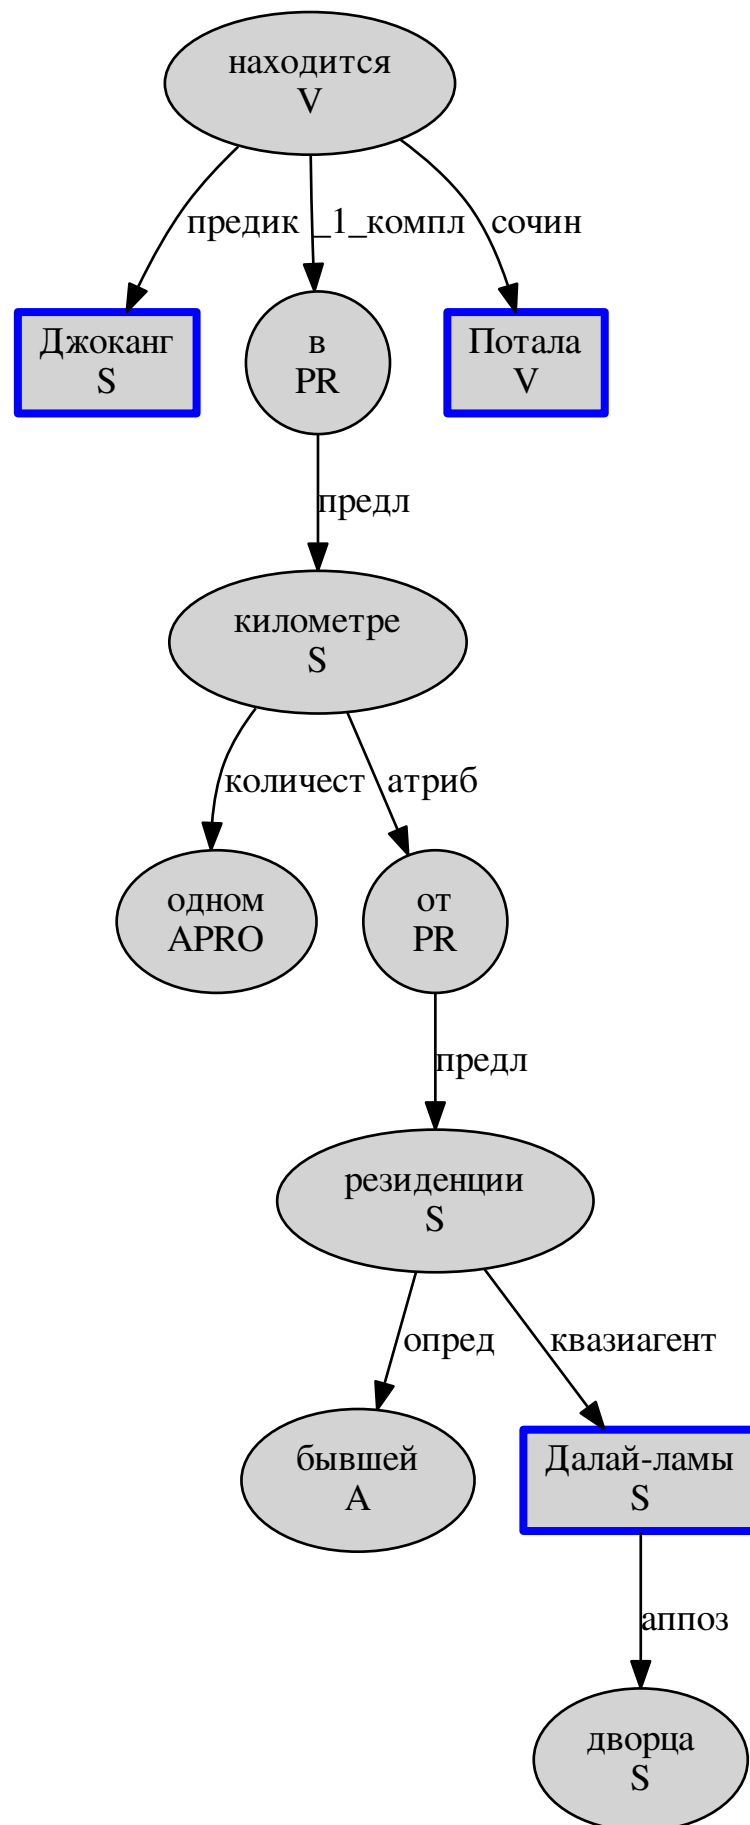 находится
V
предик
_1_компл
сочин
Джоканг
S
в
PR
Потала
V
предл
километре
S
количест
атриб
одном
APRO
от
PR
предл
резиденции
S
опред
квазиагент
бывшей
A
Далай-ламы
S
аппоз
дворца
S